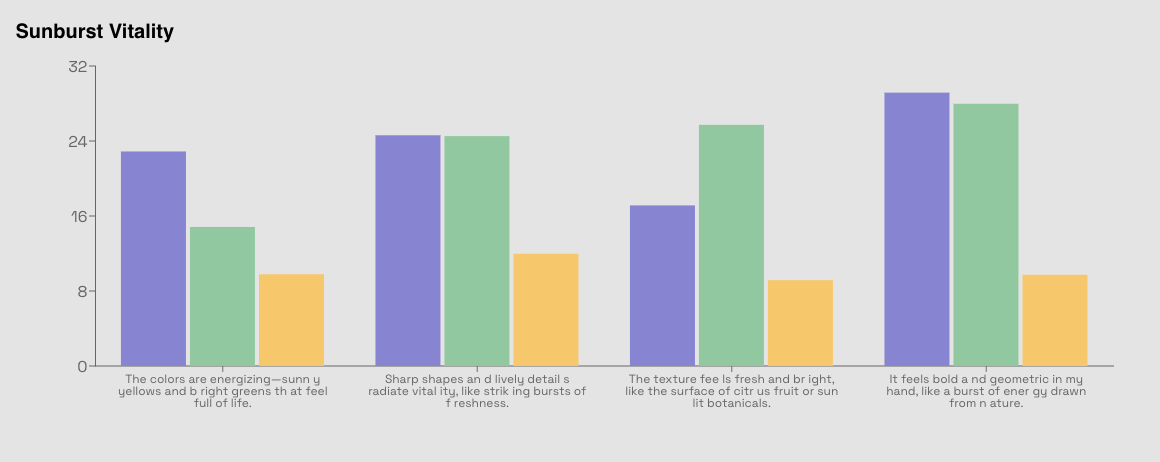 Sunburst Vitality
32
24
16
8
0
The colors are energizing—sunn y
yellows and b right greens th at feel
full of life.
Sharp shapes an d lively detail s
radiate vital ity, like strik ing bursts of
f reshness.
The texture fee ls fresh and br ight,
like the surface of citr us fruit or sun
lit botanicals.
It feels bold a nd geometric in my
hand, like a burst of ener gy drawn
from n ature.